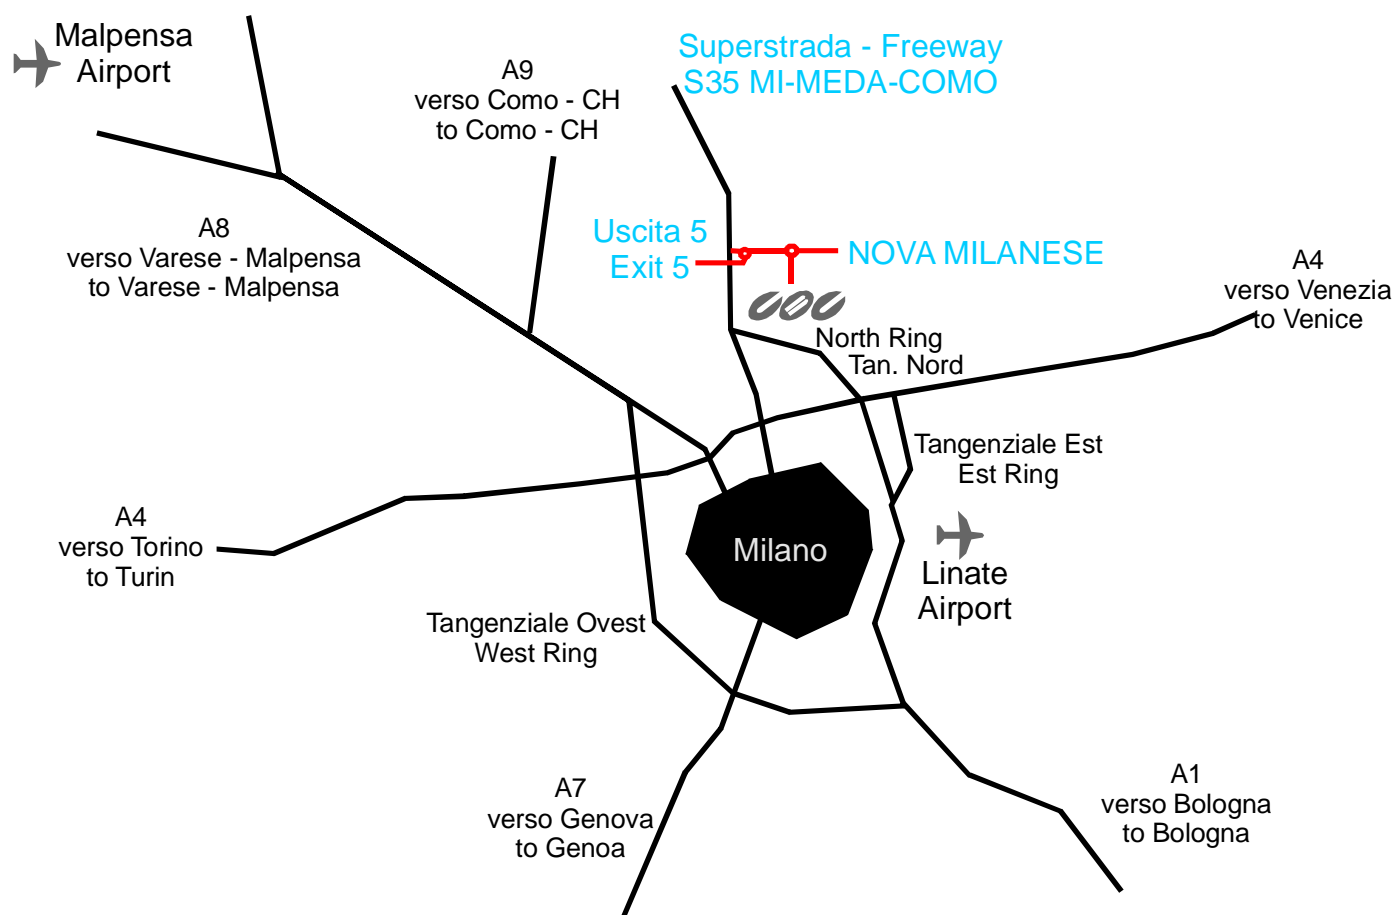 Malpensa
Airport
A9
verso Como - CH
to Como - CH
Superstrada - Freeway
S35 MI-MEDA-COMO
A8
verso Varese - Malpensa
to Varese - Malpensa
Uscita 5
Exit 5
NOVA MILANESE
A4
verso Venezia
to Venice
North Ring
Tan. Nord
Tangenziale Est
Est Ring
A4
verso Torino
to Turin
Milano
Linate
Airport
Tangenziale Ovest
West Ring
A7
verso Genova
to Genoa
A1
verso Bologna
to Bologna